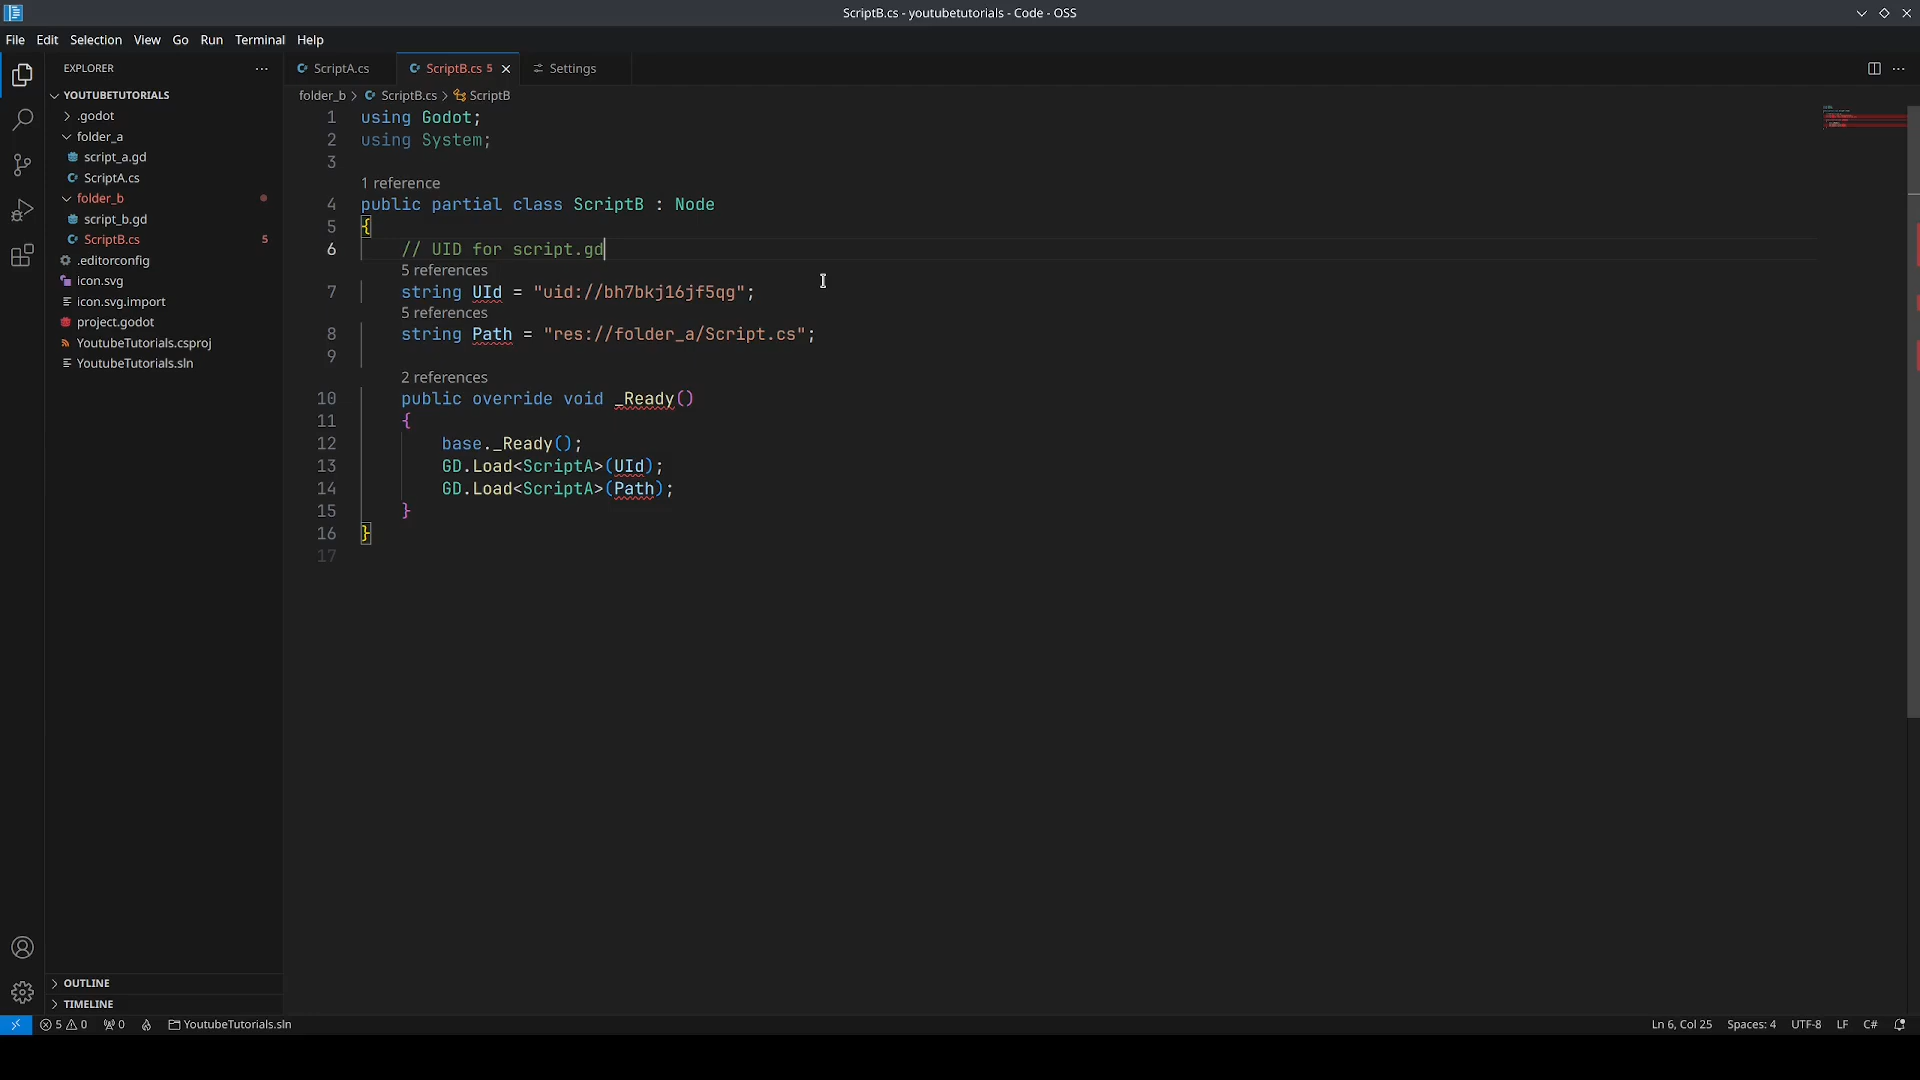 ScriptB.cs - youtubetutorials - Code - OSS
File Edit Selection View Go Run Terminal Help
EXPLORER
YOUTUBETUTORIALS
.godot
folder_a
script_a.gd
ScriptA.cs
folder_b
script_b.gd
ScriptB.cs 5
.editorconfig
icon.svg
icon.svg.import
project.godot
YoutubeTutorials.csproj
YoutubeTutorials.sln
OUTLINE
TIMELINE
ScriptA.cs ScriptB.cs 5 Settings
folder_b > ScriptB.cs > ScriptB
1 using Godot;
2 using System;
3
1 reference
4 public partial class ScriptB : Node
5 {
6 // UID for script.gd
5 references
7 string UId = "uid://bh7bkj16jf5qg";
5 references
8 string Path = "res://folder_a/Script.cs";
9
2 references
10 public override void _Ready()
11 {
12 base._Ready();
13 GD.Load<ScriptA>(UId);
14 GD.Load<ScriptA>(Path);
15 }
16 }
17
5 0 0 YoutubeTutorials.sln Ln 6, Col 25 Spaces: 4 UTF-8 LF C#